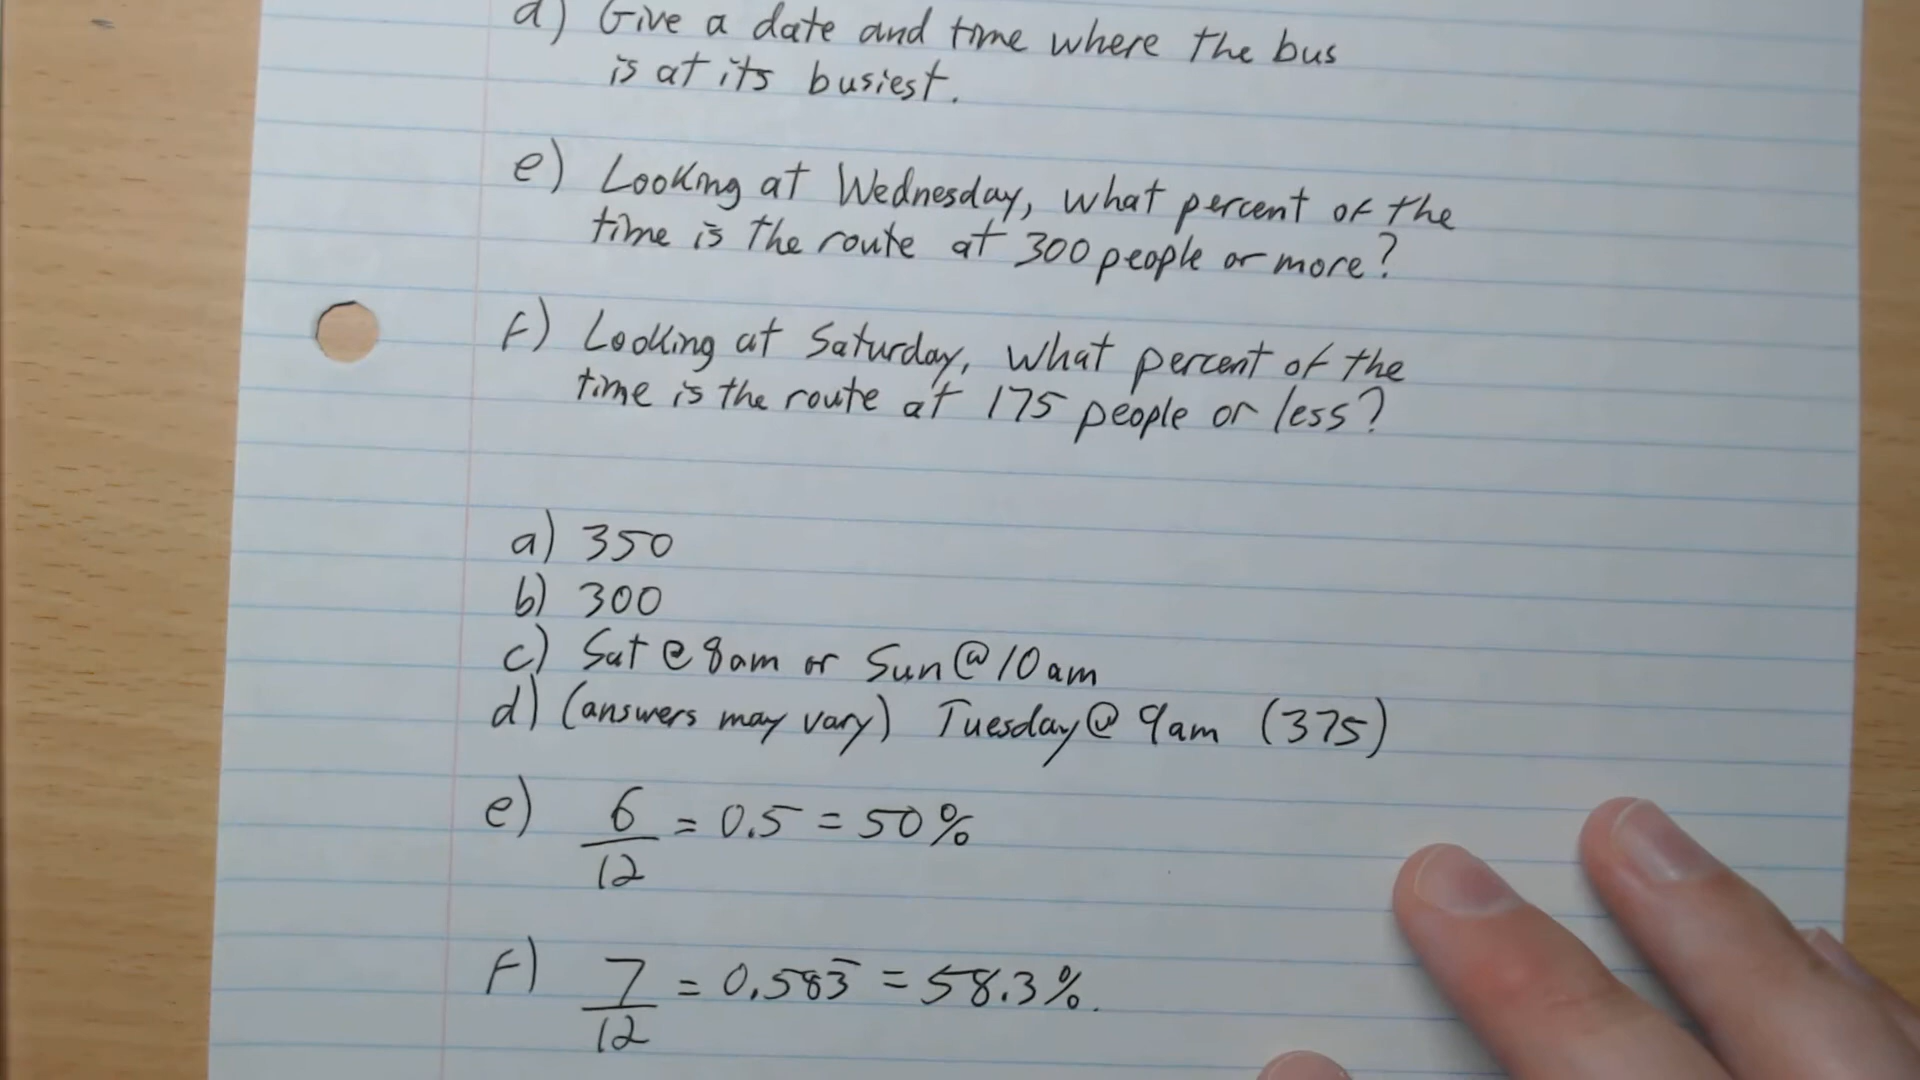 d) Give a date and time where the bus
is at its busiest.
e) Looking at Wednesday, what percent of the
time is the route at 300 people or more?
f) Looking at Saturday, what percent of the
time is the route at 175 people or less?
a) 350
b) 300
c) Sat @ 8am or Sun @ 10am
d) (answers may vary) Tuesday @ 9am (375)
e) 6/12 = 0.5 = 50%
f) 7/12 = 0.583̅ = 58.3%.